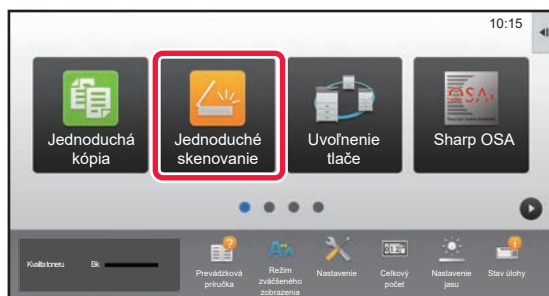 10:15
Jednoduchá
kópia
Jednoduché
skenovanie
Uvoľnenie
tlače
Sharp OSA
OSA
Kvalita toneru Bk
Prevádzková
príručka
Režim
zväčšeného
zobrazenia
Nastavenie
Celkový
počet
Nastavenie
jasu
Stav úlohy